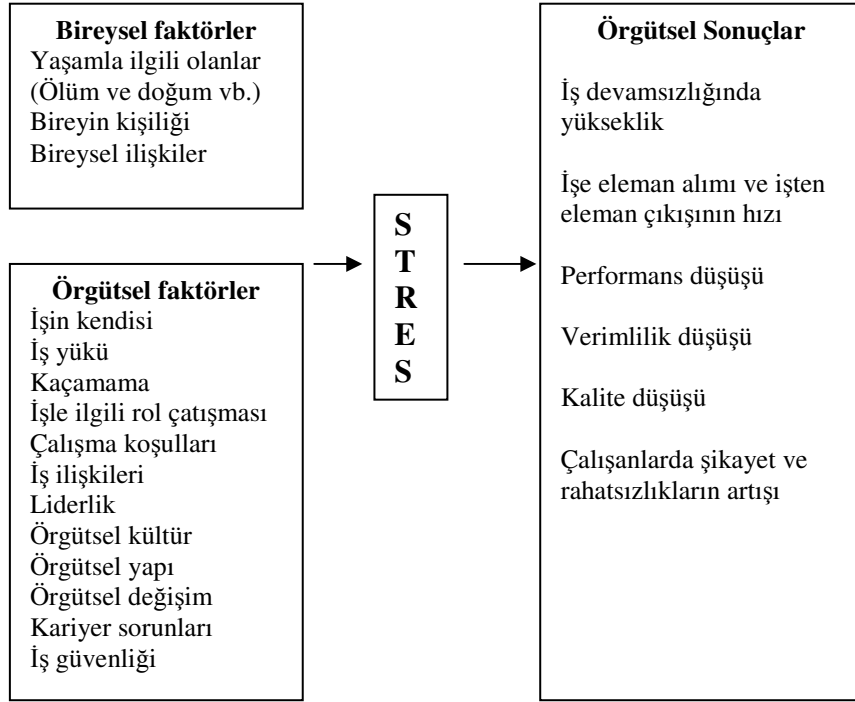 Bireysel faktörler
Yaşamla ilgili olanlar
(Ölüm ve doğum vb.)
Bireyin kişiliği
Bireysel ilişkiler
Örgütsel faktörler
İşin kendisi
İş yükü
Kaçamama
İşle ilgili rol çatışması
Çalışma koşulları
İş ilişkileri
Liderlik
Örgütsel kültür
Örgütsel yapı
Örgütsel değişim
Kariyer sorunları
İş güvenliği
S
T
R
E
S
Örgütsel Sonuçlar
İş devamsızlığında
yükseklik
İşe eleman alımı ve işten
eleman çıkışının hızı
Performans düşüşü
Verimlilik düşüşü
Kalite düşüşü
Çalışanlarda şikayet ve
rahatsızlıkların artışı